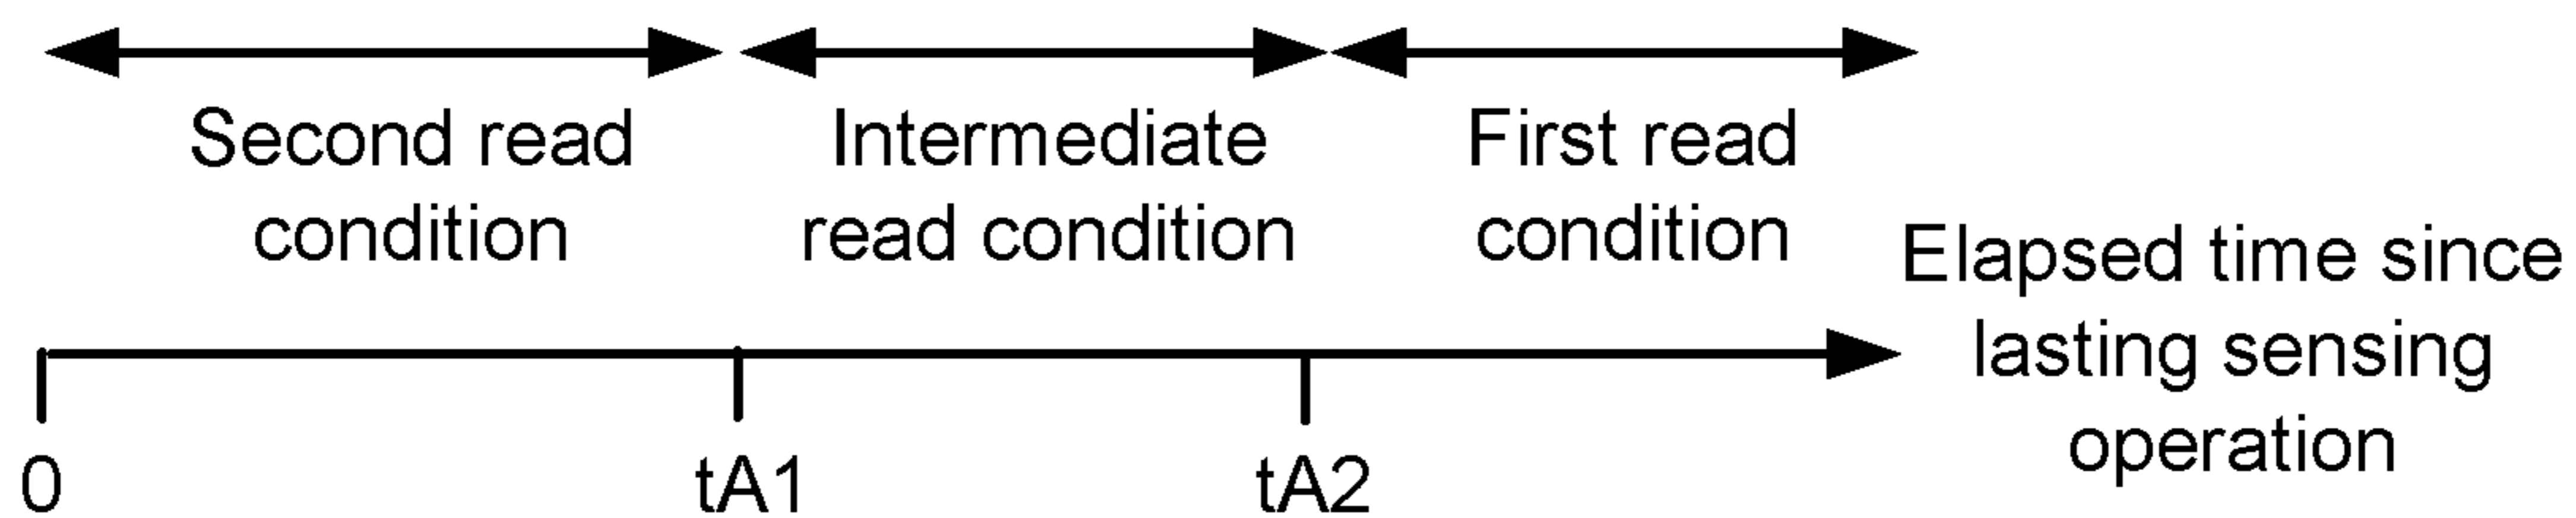 Second read
condition
Intermediate
read condition
First read
condition
Elapsed time since
lasting sensing
operation
0
tA1
tA2